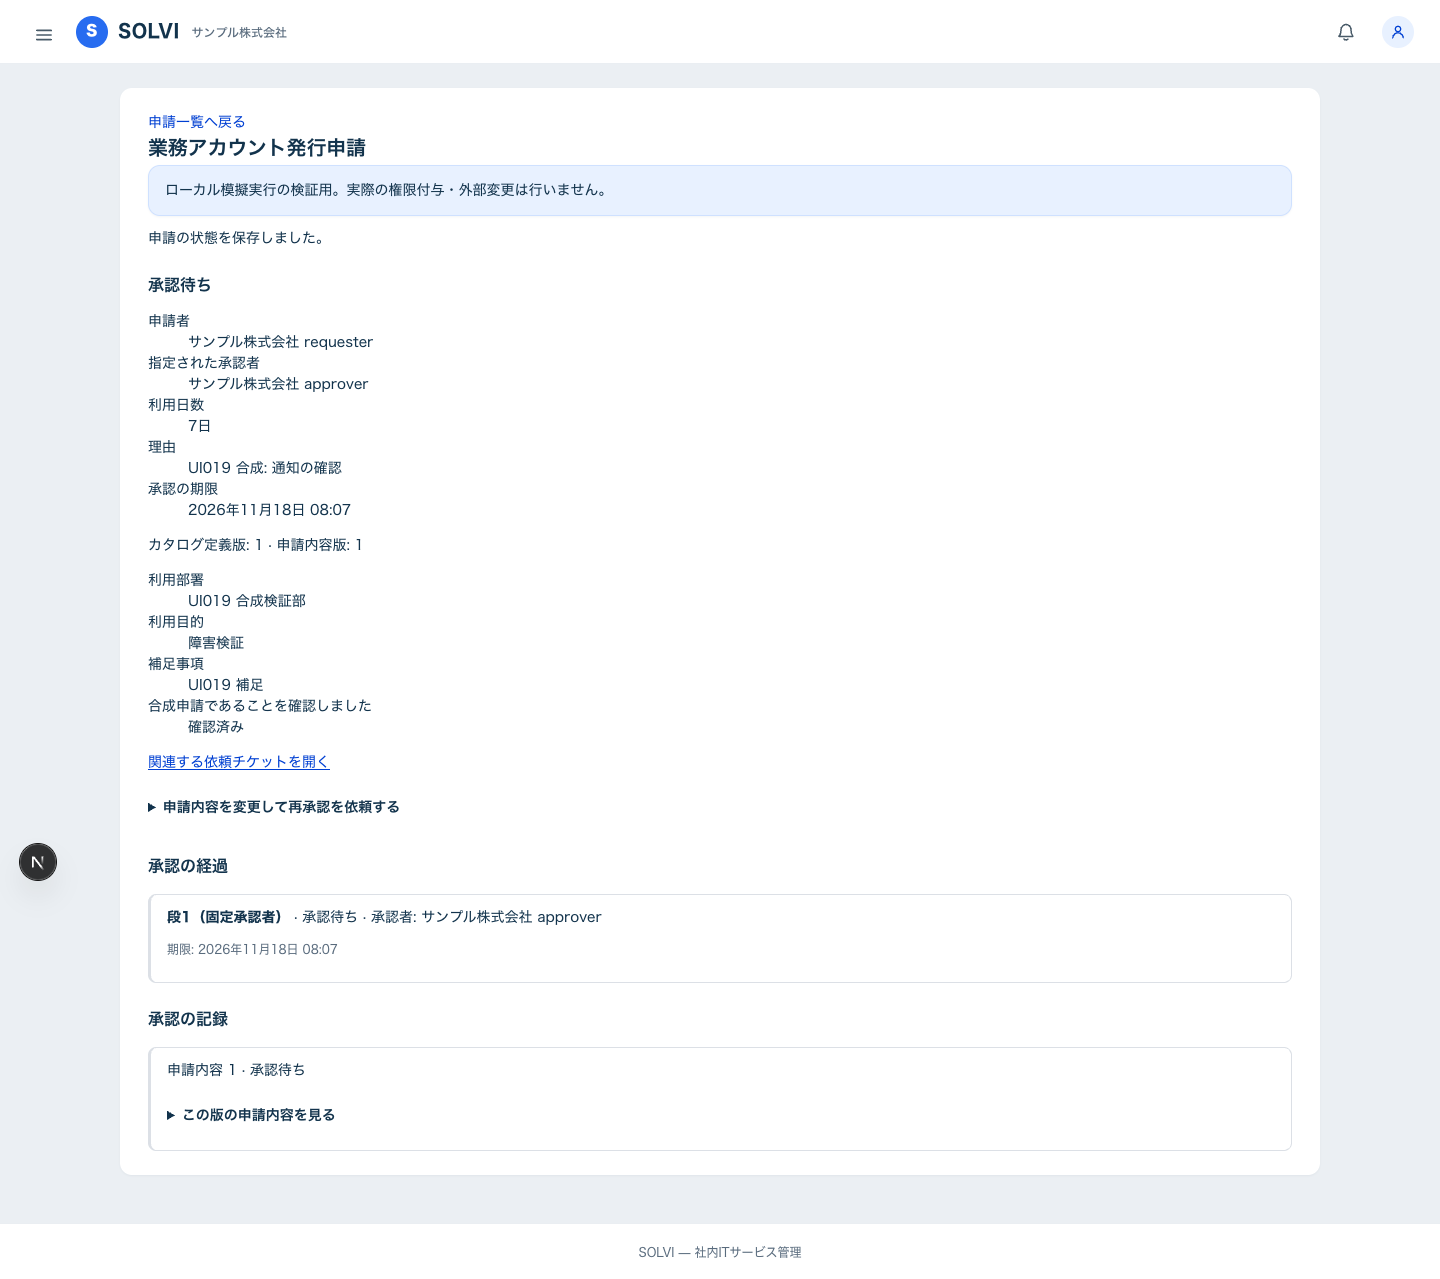 S SOLVI サンプル株式会社
申請一覧へ戻る
業務アカウント発行申請
ローカル模擬実行の検証用。実際の権限付与・外部変更は行いません。
申請の状態を保存しました。
承認待ち
申請者
サンプル株式会社 requester
指定された承認者
サンプル株式会社 approver
利用日数
7日
理由
UI019 合成: 通知の確認
承認の期限
2026年11月18日 08:07
カタログ定義版: 1 · 申請内容版: 1
利用部署
UI019 合成検証部
利用目的
障害検証
補足事項
UI019 補足
合成申請であることを確認しました
確認済み
関連する依頼チケットを開く
▶ 申請内容を変更して再承認を依頼する
N
承認の経過
段1（固定承認者） · 承認待ち · 承認者: サンプル株式会社 approver
期限: 2026年11月18日 08:07
承認の記録
申請内容 1 · 承認待ち
▶ この版の申請内容を見る
SOLVI — 社内ITサービス管理